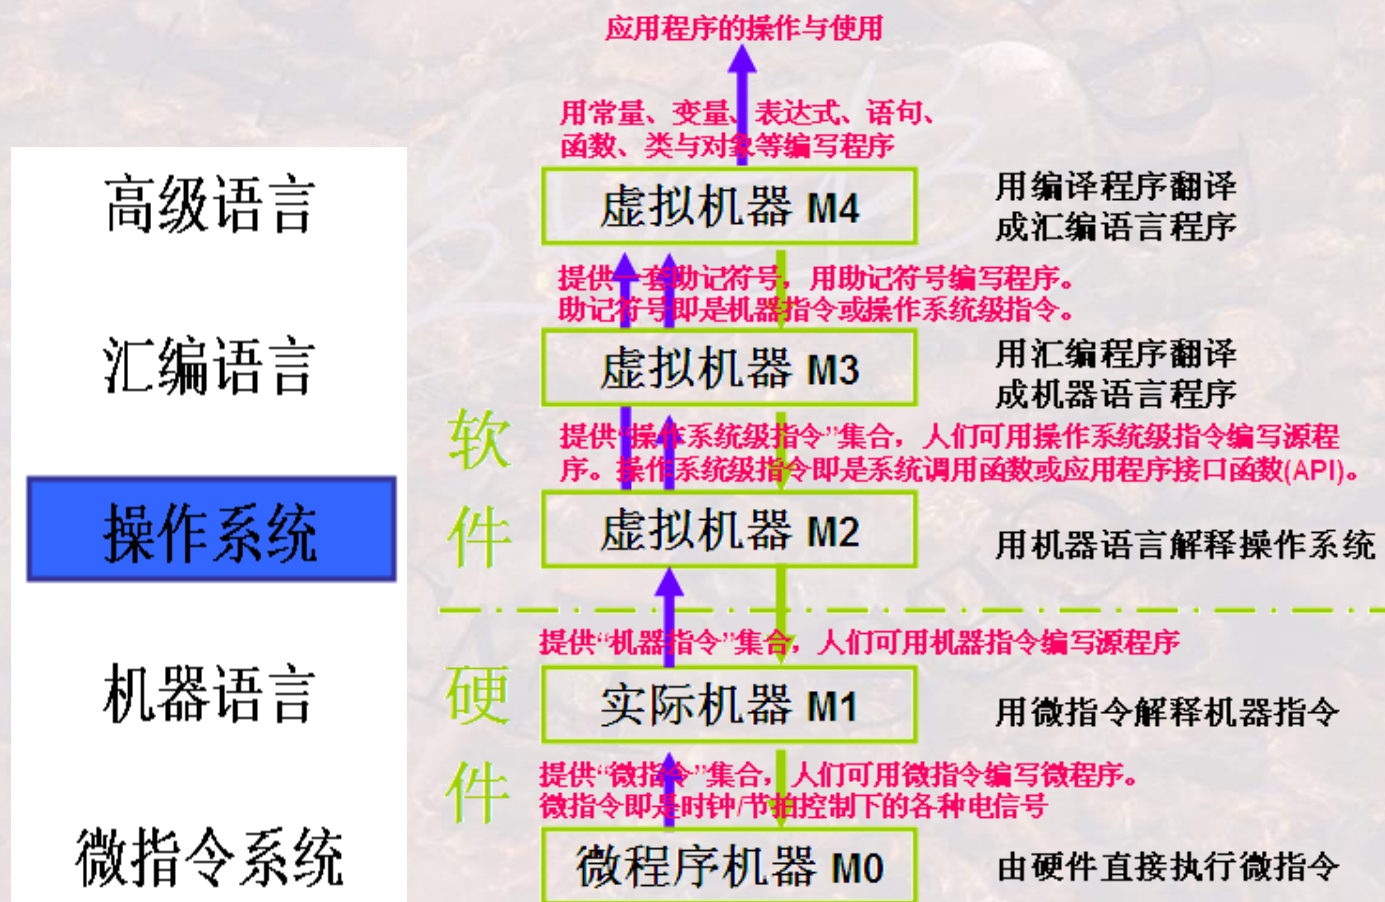 应用程序的操作与使用
用常量、变量、表达式、语句、
函数、类与对象等编写程序
高级语言
虚拟机器 M4
用编译程序翻译
成汇编语言程序
提供一套助记符号，用助记符号编写程序。
助记符号即是机器指令或操作系统级指令。
汇编语言
虚拟机器 M3
用汇编程序翻译
成机器语言程序
软
件
提供“操作系统级指令”集合，人们可用操作系统级指令编写源程
序。操作系统级指令即是系统调用函数或应用程序接口函数(API)。
操作系统
虚拟机器 M2
用机器语言解释操作系统
提供“机器指令”集合，人们可用机器指令编写源程序
机器语言
硬
件
实际机器 M1
用微指令解释机器指令
提供“微指令”集合，人们可用微指令编写微程序。
微指令即是时钟/节拍控制下的各种电信号
微指令系统
微程序机器 M0
由硬件直接执行微指令